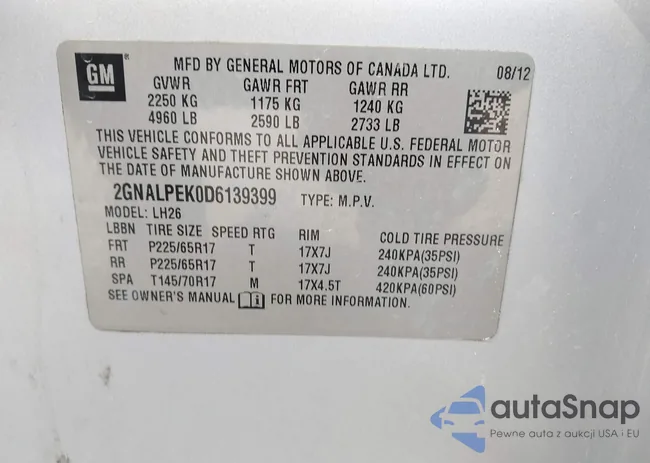 GM
MFD BY GENERAL MOTORS OF CANADA LTD. 08/12
GVWR GAWR FRT GAWR RR
2250 KG 1175 KG 1240 KG
4960 LB 2590 LB 2733 LB
THIS VEHICLE CONFORMS TO ALL APPLICABLE U.S. FEDERAL MOTOR
VEHICLE SAFETY AND THEFT PREVENTION STANDARDS IN EFFECT ON
THE DATE OF MANUFACTURE SHOWN ABOVE.
2GNALPEK0D6139399 TYPE: M.P.V.
MODEL: LH26
LBBN TIRE SIZE SPEED RTG RIM COLD TIRE PRESSURE
FRT P225/65R17 T 17X7J 240KPA(35PSI)
RR P225/65R17 T 17X7J 240KPA(35PSI)
SPA T145/70R17 M 17X4.5T 420KPA(60PSI)
SEE OWNER'S MANUAL FOR MORE INFORMATION.
autaSnap
Pewne auta z aukcji USA i EU